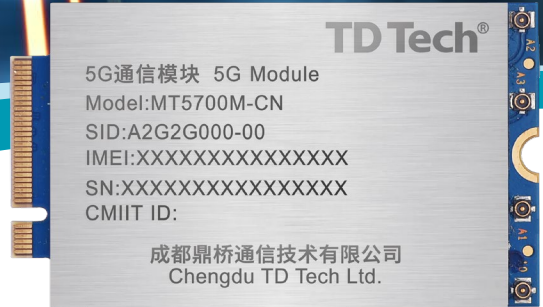 TD Tech®
5G通信模块 5G Module
Model:MT5700M-CN
SID:A2G2G000-00
IMEI:XXXXXXXXXXXXXXX
SN:XXXXXXXXXXXXXXXX
CMIIT ID:
成都鼎桥通信技术有限公司
Chengdu TD Tech Ltd.
A2
A3
A1